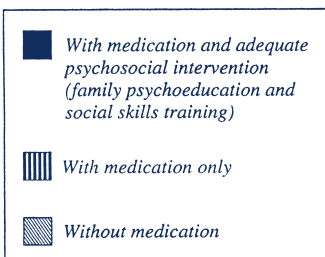 With medication and adequate
psychosocial intervention
(family psychoeducation and
social skills training)
With medication only
Without medication